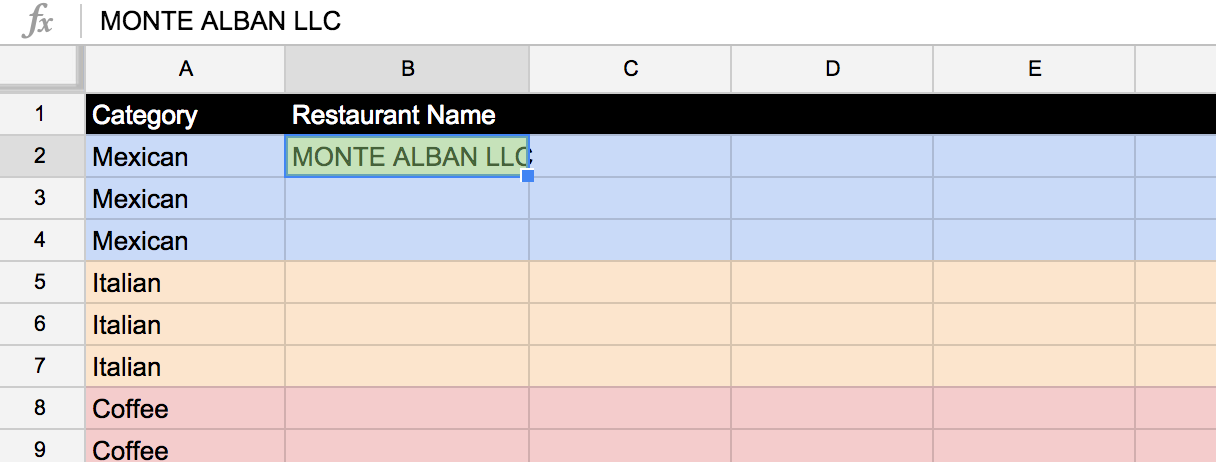 fx MONTE ALBAN LLC
A B C D E
1 Category Restaurant Name
2 Mexican MONTE ALBAN LLC
3 Mexican
4 Mexican
5 Italian
6 Italian
7 Italian
8 Coffee
9 Coffee